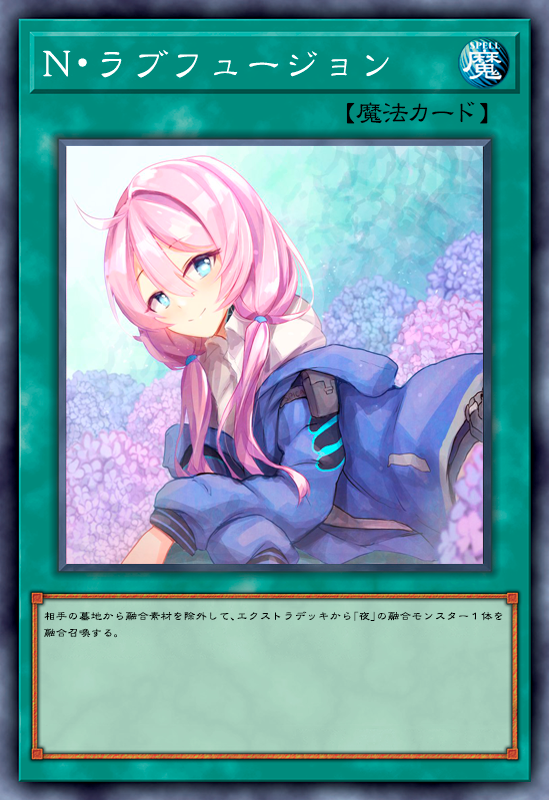 N・ラブフュージョン
SPELL
魔
【魔法カード】
相手の墓地から融合素材を除外して、エクストラデッキから「夜」の融合モンスター１体を
融合召喚する。